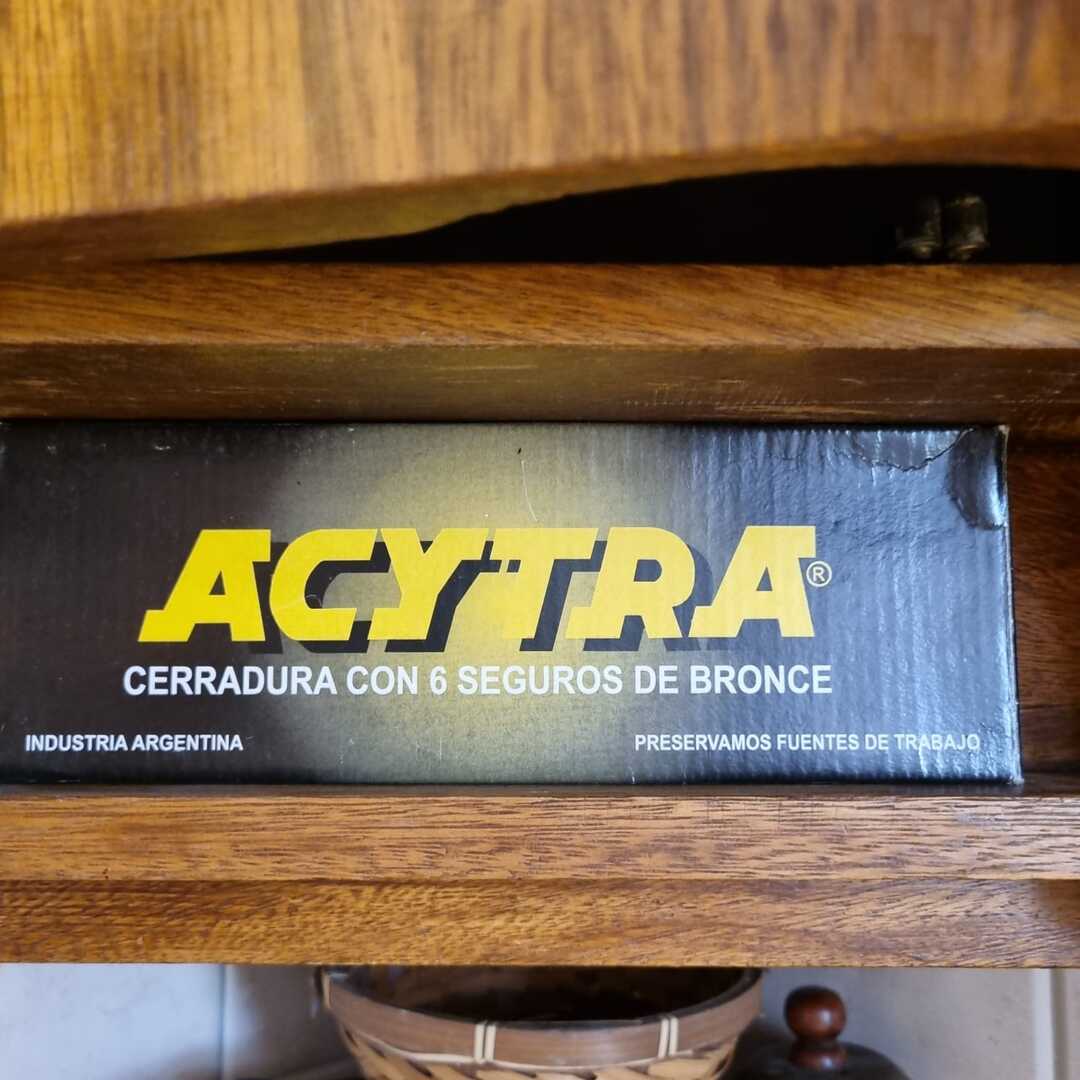 ACYTRA®
CERRADURA CON 6 SEGUROS DE BRONCE
INDUSTRIA ARGENTINA
PRESERVAMOS FUENTES DE TRABAJO